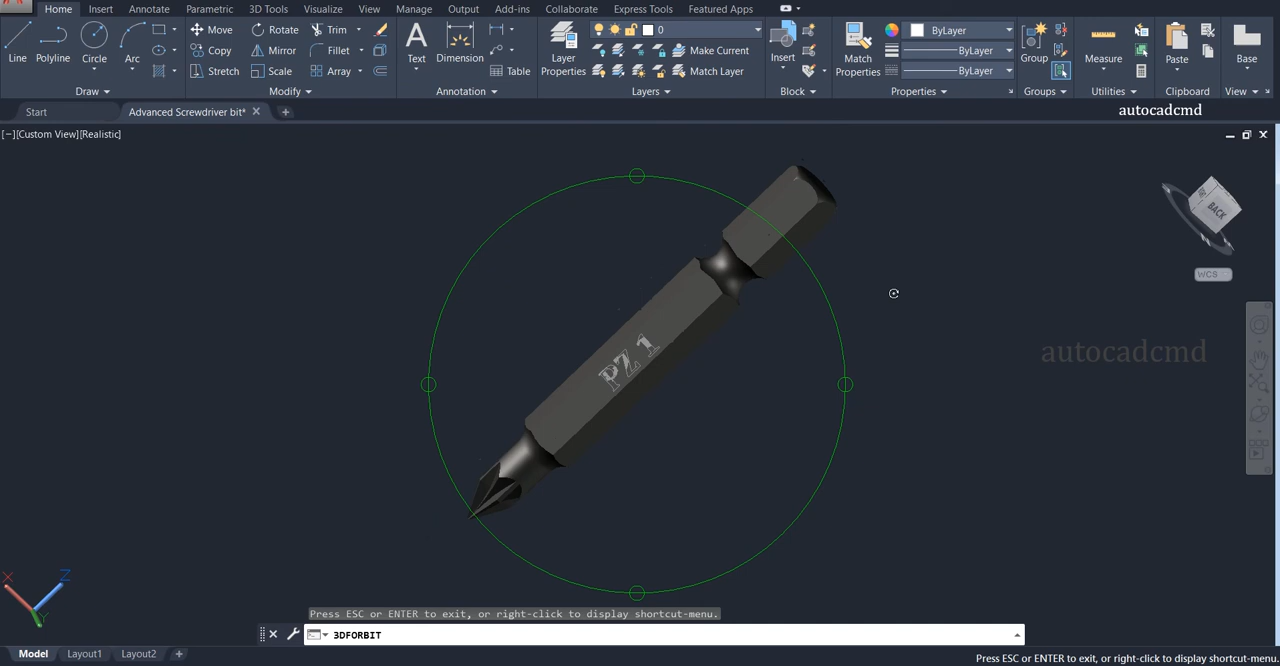 Home Insert Annotate Parametric 3D Tools Visualize View Manage Output Add-ins Collaborate Express Tools Featured Apps
Line Polyline Circle Arc
Move Rotate Trim
Copy Mirror Fillet
Stretch Scale Array
Text Dimension Table
Layer Properties
0
Make Current
Match Layer
Insert
Match Properties
ByLayer
ByLayer
ByLayer
Group Measure Paste Base
Draw Modify Annotation Layers Block Properties Groups Utilities Clipboard View
Start Advanced Screwdriver bit*
autocadcmd
[−][Custom View][Realistic]
BACK
WCS
autocadcmd
PZ 1
X Z Y
Press ESC or ENTER to exit, or right-click to display shortcut-menu.
3DFORBIT
Model Layout1 Layout2
Press ESC or ENTER to exit, or right-click to display shortcut-menu.